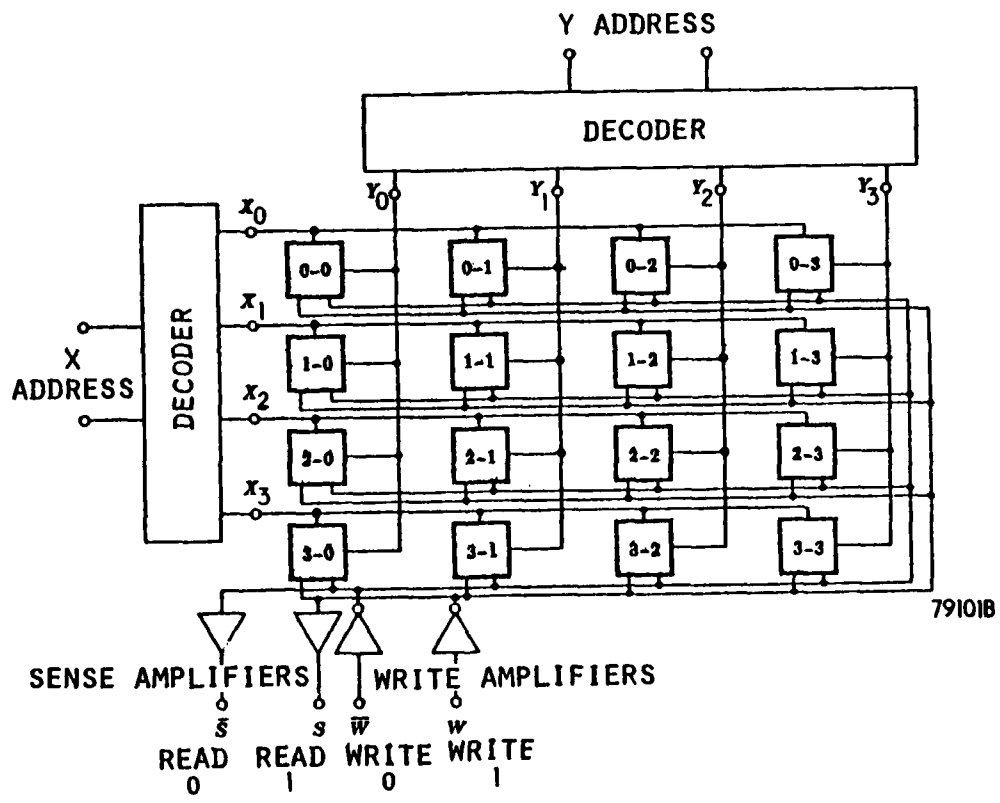 Y ADDRESS
DECODER
Y0 Y1 Y2 Y3
X0
0-0 0-1 0-2 0-3
X1
1-0 1-1 1-2 1-3
X ADDRESS
DECODER
X2
2-0 2-1 2-2 2-3
X3
3-0 3-1 3-2 3-3
79101B
SENSE AMPLIFIERS WRITE AMPLIFIERS
s̄ s w̄ w
READ READ WRITE WRITE
0 1 0 1